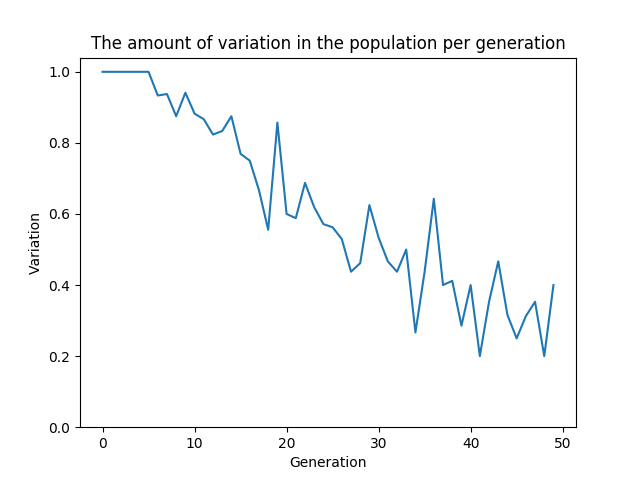 The amount of variation in the population per generation
1.0
0.8
0.6
0.4
0.2
0.0
Variation
0 10 20 30 40 50
Generation